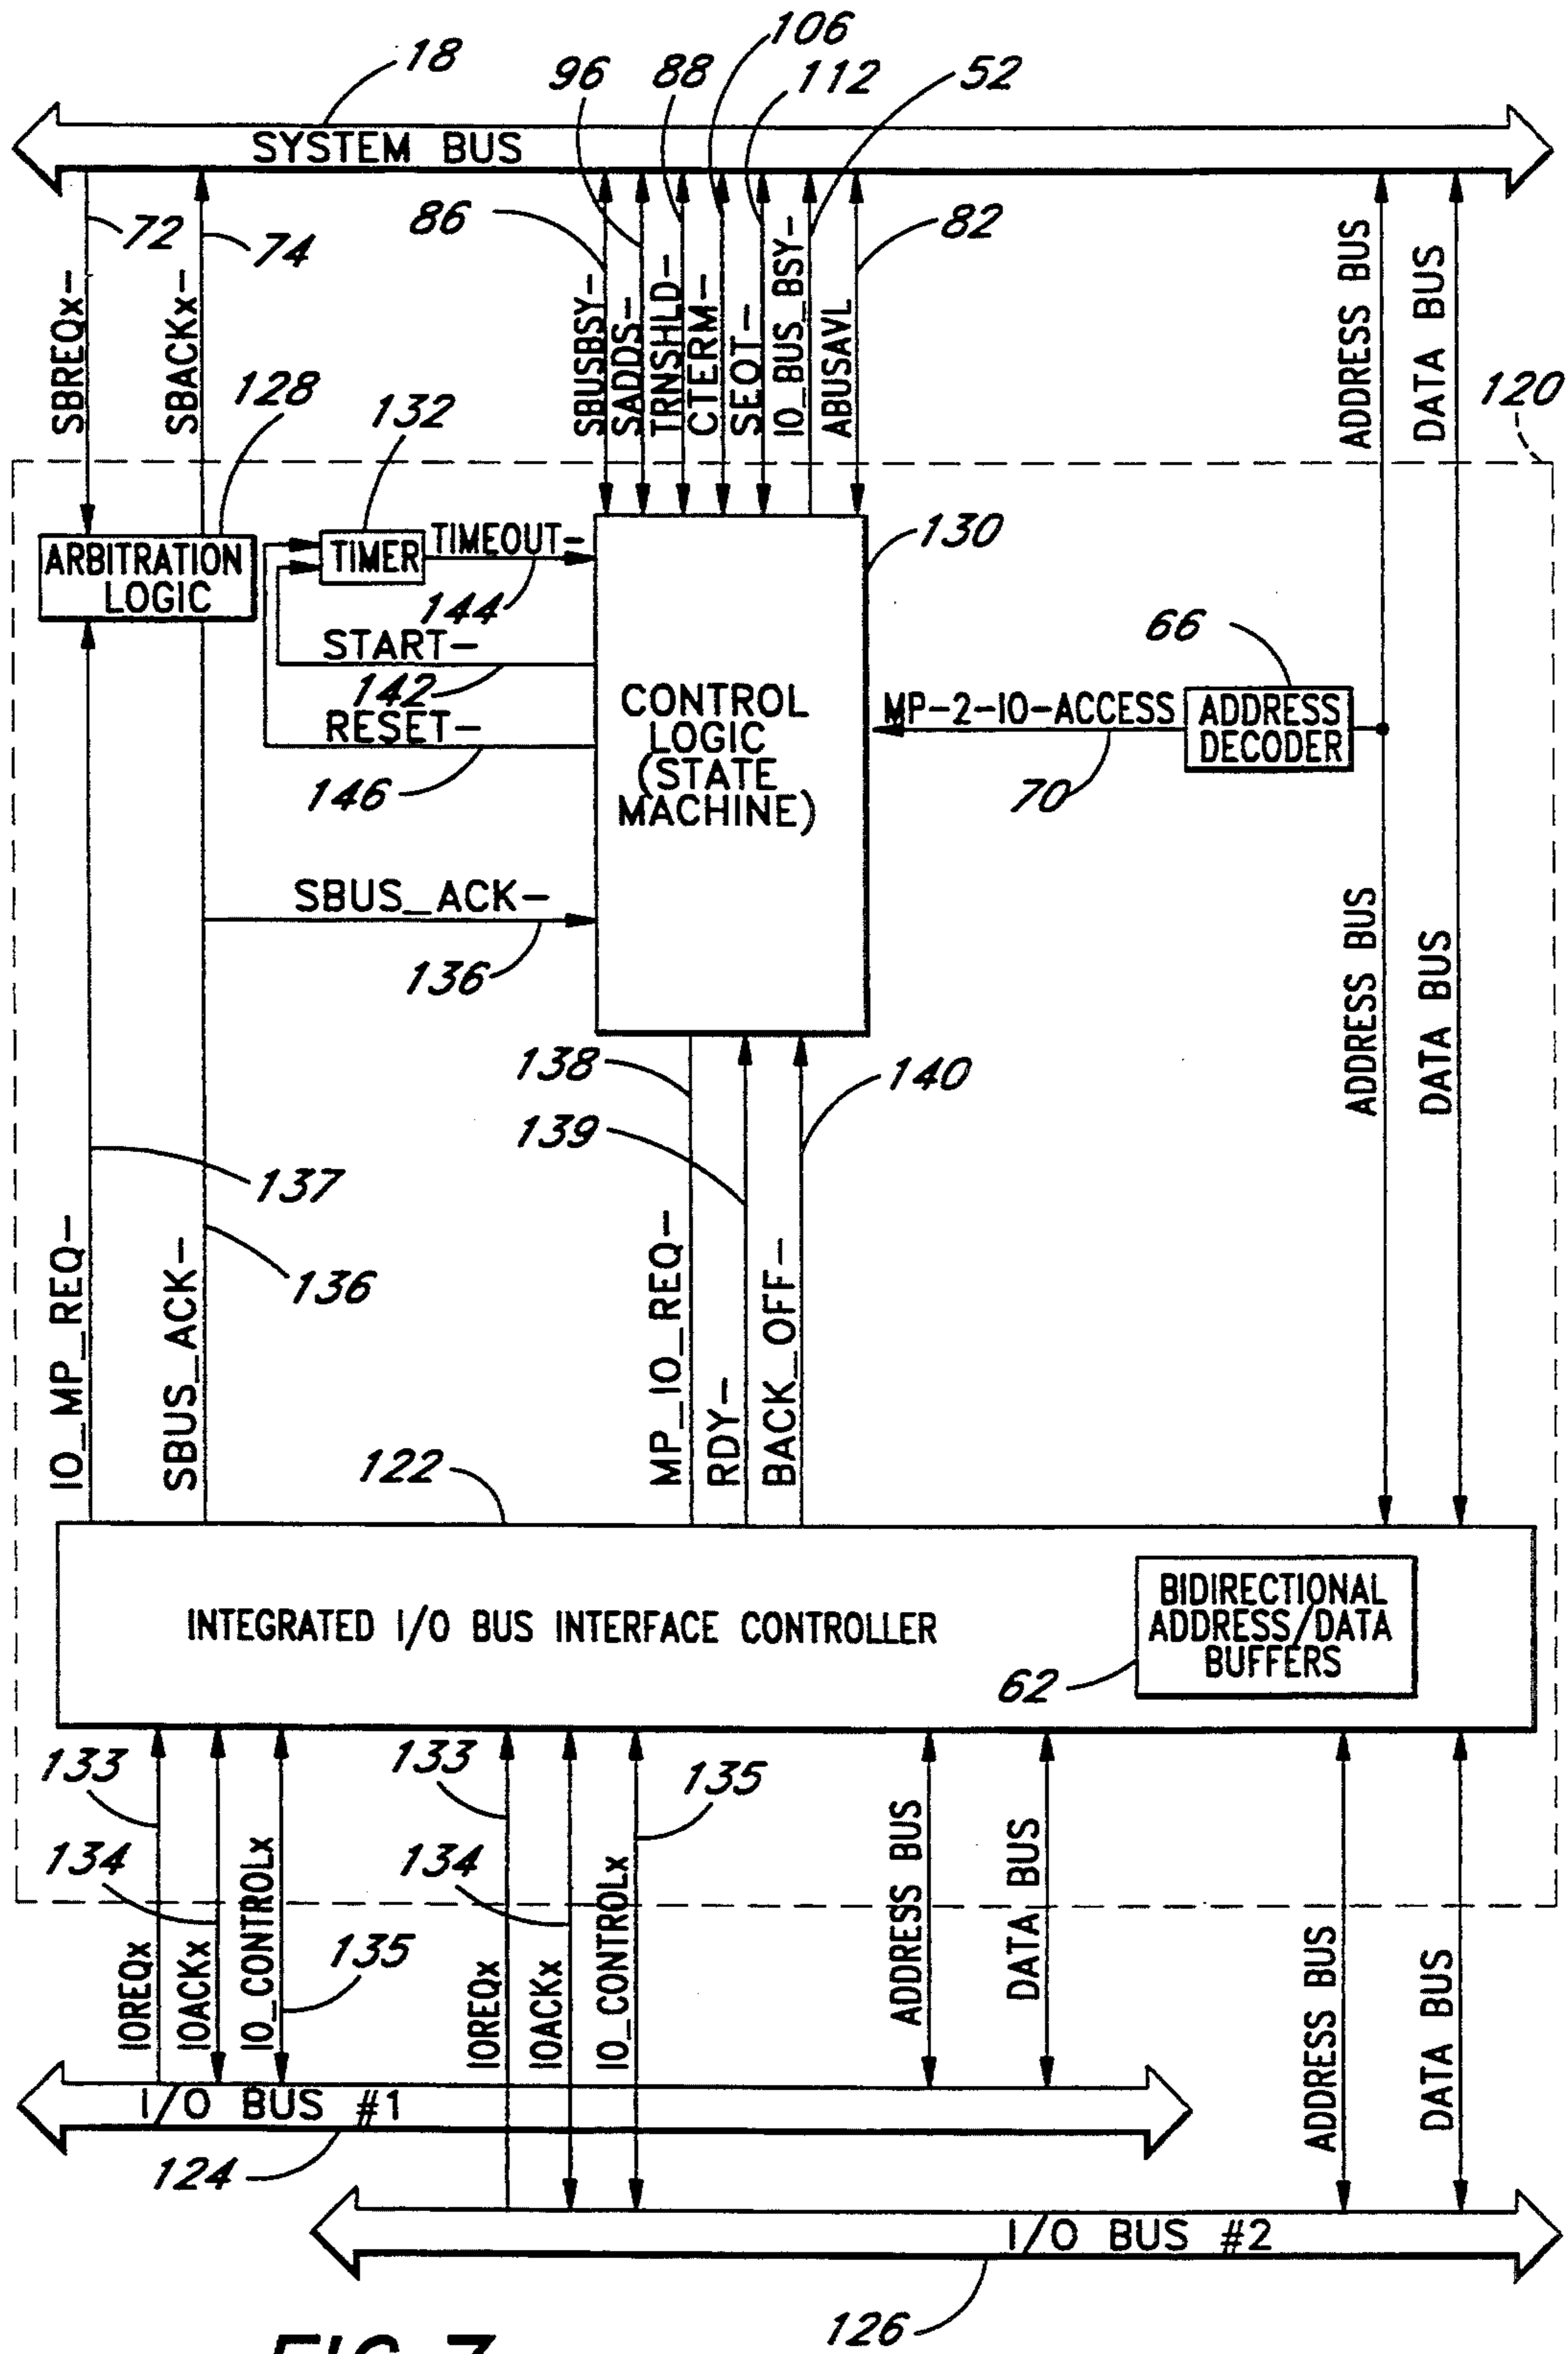 106
18
96
88
112
52
SYSTEM BUS
72
74
86
82
SBREQx-
SBACKx-
SBUSBSY-
SADDS-
TRNSHLD-
CTERM-
SEOT-
IO_BUS_BSY-
ABUSAVL
ADDRESS BUS
DATA BUS
120
128
132
ARBITRATION
LOGIC
TIMER
TIMEOUT-
144
130
START-
142
RESET-
146
CONTROL
LOGIC
(STATE
MACHINE)
66
MP-2-IO-ACCESS
70
ADDRESS
DECODER
SBUS_ACK-
136
ADDRESS BUS
DATA BUS
138
140
139
137
136
IO_MP_REQ-
SBUS_ACK-
MP_IO_REQ-
RDY-
BACK_OFF-
122
INTEGRATED I/O BUS INTERFACE CONTROLLER
BIDIRECTIONAL
ADDRESS/DATA
BUFFERS
62
133
134
135
IOREQx
IOACKx
IO_CONTROLx
133
134
135
IOREQx
IOACKx
IO_CONTROLx
ADDRESS BUS
DATA BUS
ADDRESS BUS
DATA BUS
I/O BUS #1
124
I/O BUS #2
126
FIG. 7